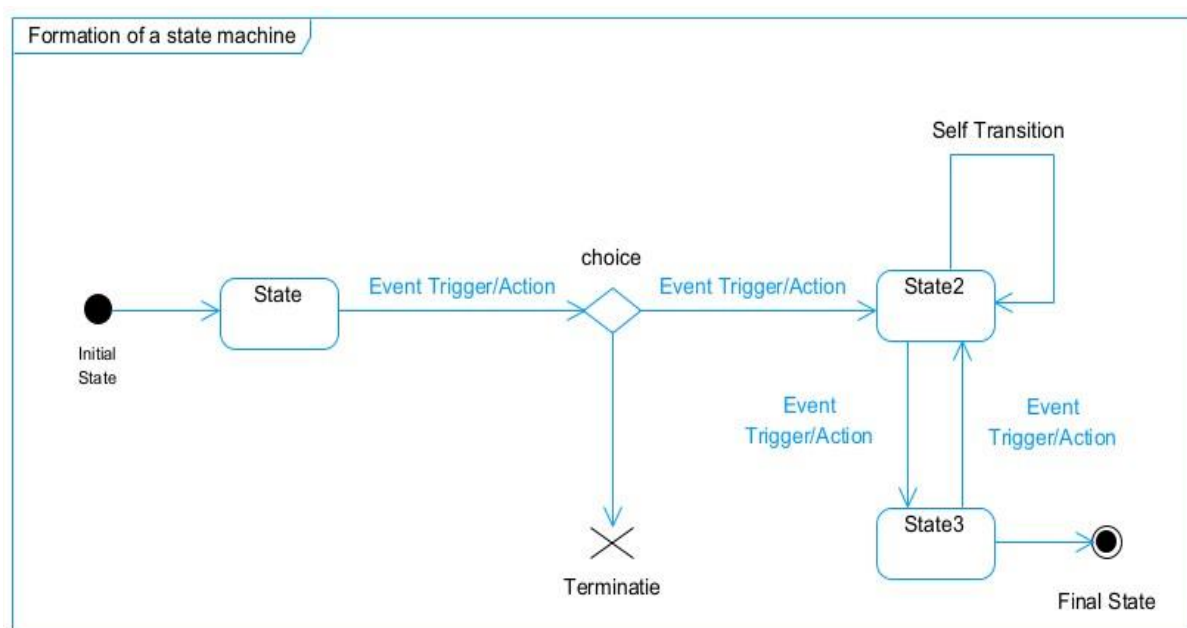 Formation of a state machine
Self Transition
choice
Event Trigger/Action
Event Trigger/Action
State
State2
Initial
State
Event
Trigger/Action
Event
Trigger/Action
State3
Terminatie
Final State